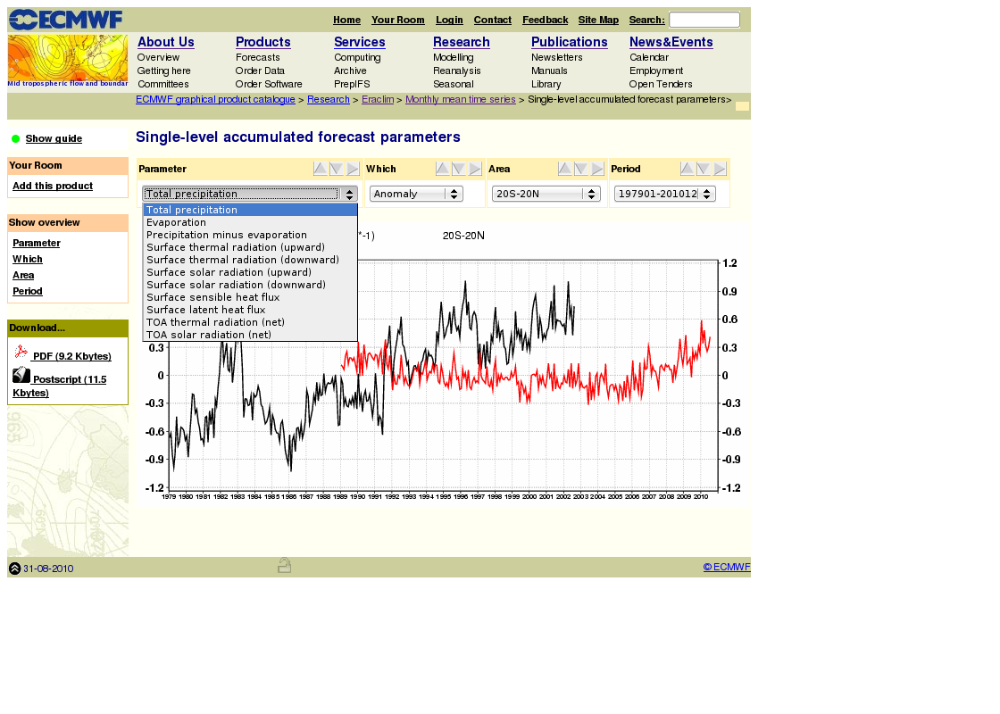 ECMWF
Home Your Room Login Contact Feedback Site Map Search:
About Us Products Services Research Publications News&Events
Overview Forecasts Computing Modelling Newsletters Calendar
Getting here Order Data Archive Reanalysis Manuals Employment
Committees Order Software PrepIFS Seasonal Library Open Tenders
Mid tropospheric flow and boundar
ECMWF graphical product catalogue > Research > Eraclim > Monthly mean time series > Single-level accumulated forecast parameters>
Show guide
Your Room
Add this product
Show overview
Parameter
Which
Area
Period
Download...
PDF (9.2 Kbytes)
Postscript (11.5
Kbytes)
Single-level accumulated forecast parameters
Parameter Which Area Period
Total precipitation Anomaly 20S-20N 197901-201012
Total precipitation
Evaporation
Precipitation minus evaporation
Surface thermal radiation (upward)
Surface thermal radiation (downward)
Surface solar radiation (upward)
Surface solar radiation (downward)
Surface sensible heat flux
Surface latent heat flux
TOA thermal radiation (net)
TOA solar radiation (net)
*-1) 20S-20N
1.2
0.9
0.6
0.3 0.3
0 0
-0.3 -0.3
-0.6 -0.6
-0.9 -0.9
-1.2 -1.2
1979 1980 1981 1982 1983 1984 1985 1986 1987 1988 1989 1990 1991 1992 1993 1994 1995 1996 1997 1998 1999 2000 2001 2002 2003 2004 2005 2006 2007 2008 2009 2010
31-08-2010
© ECMWF